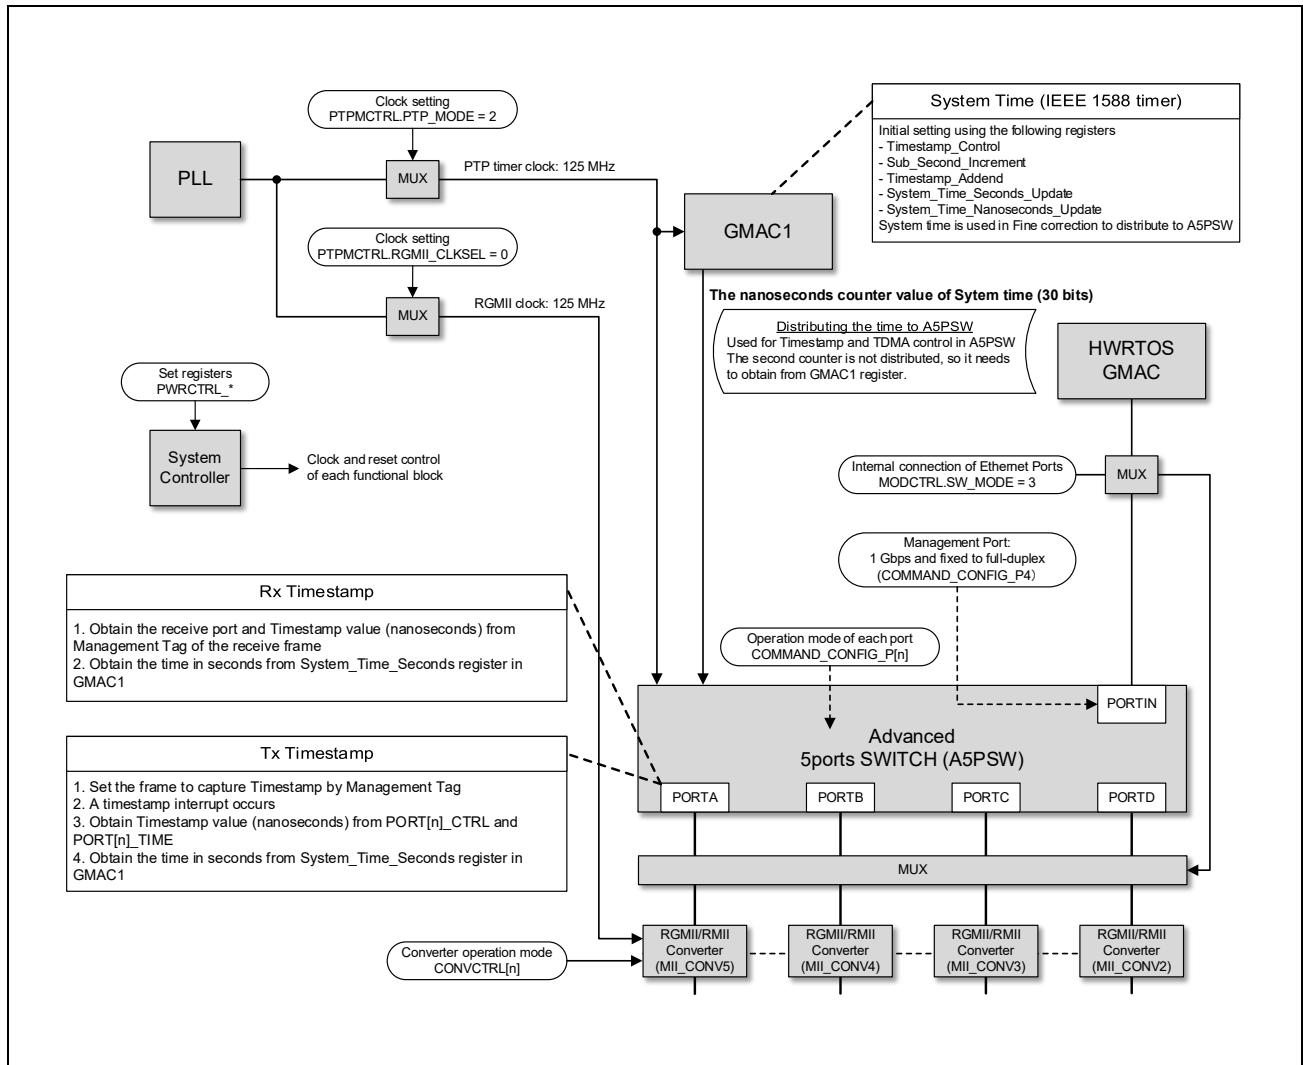 Clock setting
PTPMCTRL.PTP_MODE = 2
PLL
MUX
PTP timer clock: 125 MHz
System Time (IEEE 1588 timer)
Initial setting using the following registers
- Timestamp_Control
- Sub_Second_Increment
- Timestamp_Addend
- System_Time_Seconds_Update
- System_Time_Nanoseconds_Update
System time is used in Fine correction to distribute to A5PSW
GMAC1
Clock setting
PTPMCTRL.RGMII_CLKSEL = 0
MUX
RGMII clock: 125 MHz
The nanoseconds counter value of Sytem time (30 bits)
Distributing the time to A5PSW
Used for Timestamp and TDMA control in A5PSW
The second counter is not distributed, so it needs
to obtain from GMAC1 register.
HWRTOS
GMAC
Set registers
PWRCTRL_*
System
Controller
Clock and reset control
of each functional block
Internal connection of Ethernet Ports
MODCTRL.SW_MODE = 3
MUX
Management Port:
1 Gbps and fixed to full-duplex
(COMMAND_CONFIG_P4)
Rx Timestamp
1. Obtain the receive port and Timestamp value (nanoseconds) from
Management Tag of the receive frame
2. Obtain the time in seconds from System_Time_Seconds register in
GMAC1
Operation mode of each port
COMMAND_CONFIG_P[n]
PORTIN
Advanced
5ports SWITCH (A5PSW)
Tx Timestamp
1. Set the frame to capture Timestamp by Management Tag
2. A timestamp interrupt occurs
3. Obtain Timestamp value (nanoseconds) from PORT[n]_CTRL and
PORT[n]_TIME
4. Obtain the time in seconds from System_Time_Seconds register in
GMAC1
PORTA
PORTB
PORTC
PORTD
MUX
Converter operation mode
CONVCTRL[n]
RGMII/RMII
Converter
(MII_CONV5)
RGMII/RMII
Converter
(MII_CONV4)
RGMII/RMII
Converter
(MII_CONV3)
RGMII/RMII
Converter
(MII_CONV2)